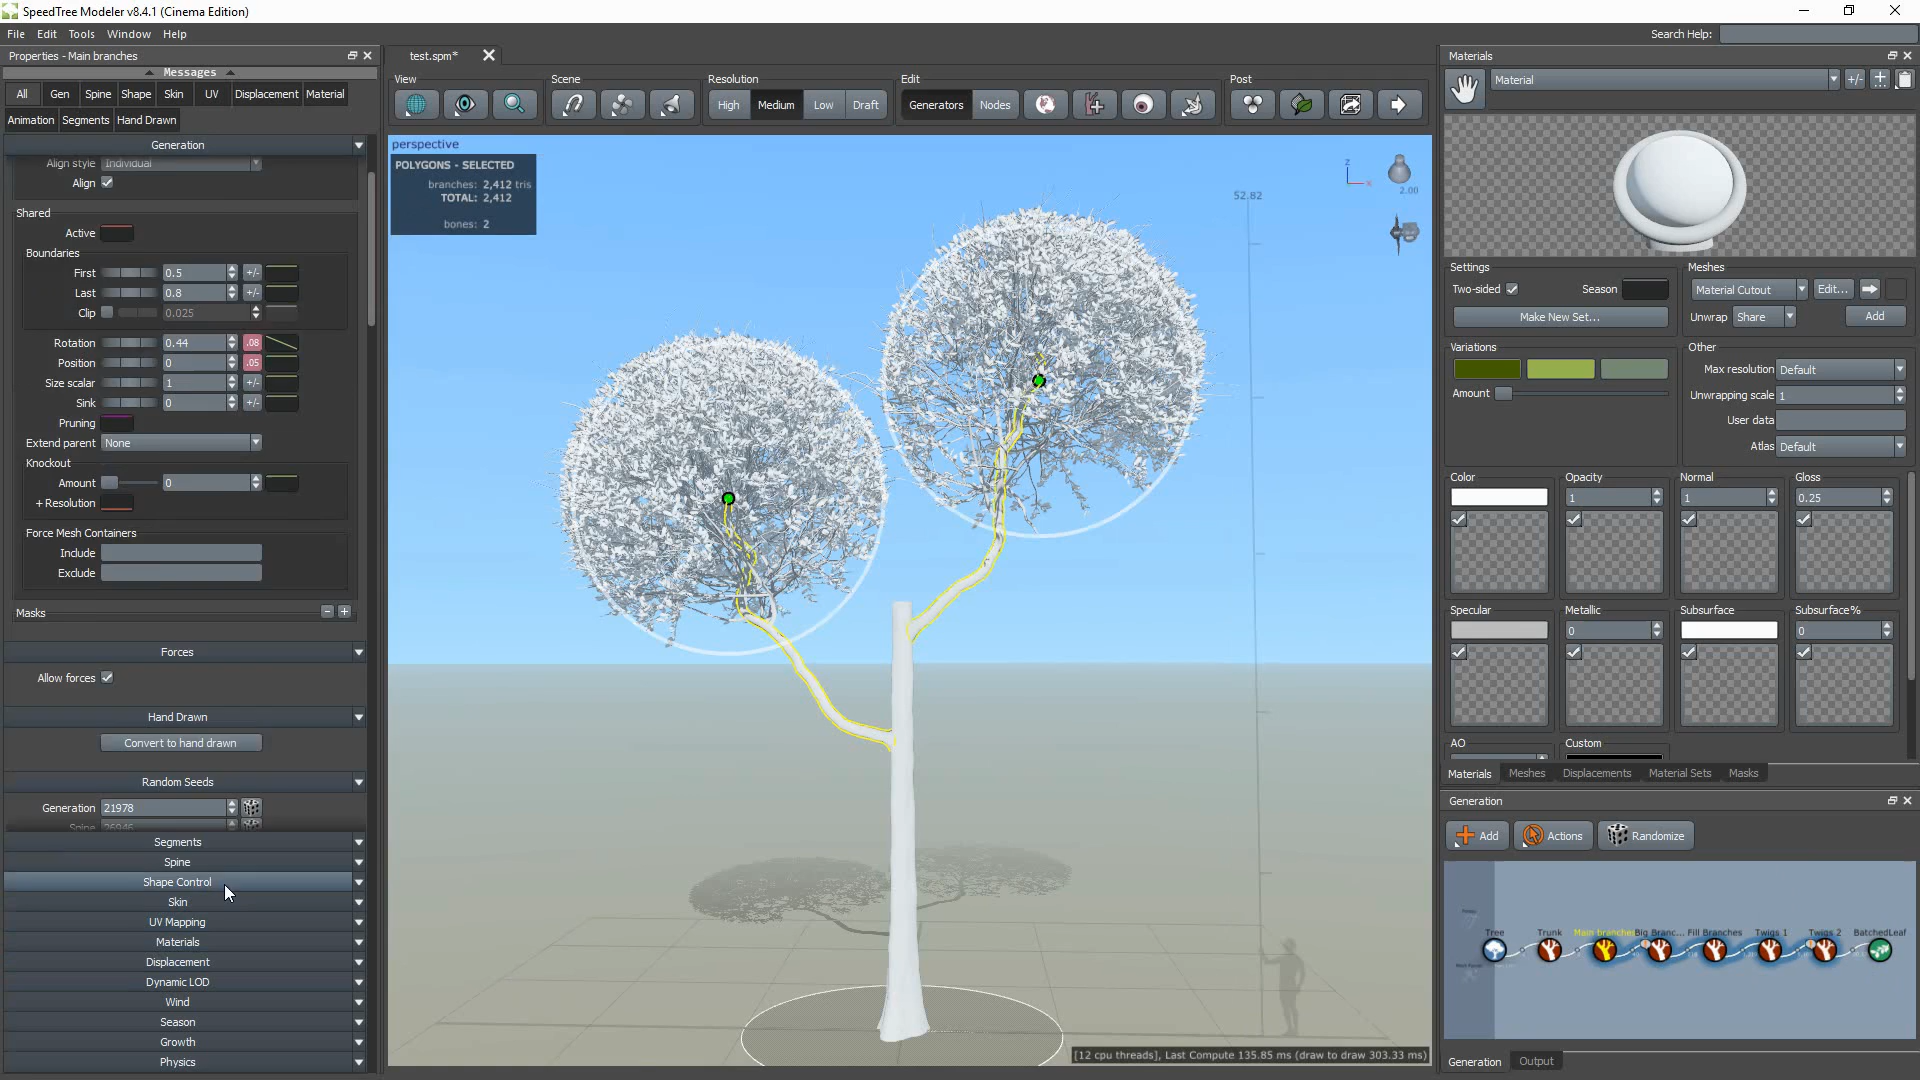 SpeedTree Modeler v8.4.1 (Cinema Edition)
File Edit Tools Window Help
Search Help:
Properties - Main branches
Messages
All Gen Spine Shape Skin UV Displacement Material
Animation Segments Hand Drawn
Generation
Align style Individual
Align
Shared
Active
Boundaries
First 0.5 +/-
Last 0.8 +/-
Clip 0.025
Rotation 0.44 .08
Position 0 .05
Size scalar 1 +/-
Sink 0 +/-
Pruning
Extend parent None
Knockout
Amount 0
+ Resolution
Force Mesh Containers
Include
Exclude
Masks - +
Forces
Allow forces
Hand Drawn
Convert to hand drawn
Random Seeds
Generation 21978
Spine 26946
Segments
Spine
Shape Control
Skin
UV Mapping
Materials
Displacement
Dynamic LOD
Wind
Season
Growth
Physics
test.spm*
View Scene Resolution Edit Post
High Medium Low Draft Generators Nodes
perspective
POLYGONS - SELECTED
branches: 2,412 tris
TOTAL: 2,412
bones: 2
52.82
z
x
2.00
[12 cpu threads], Last Compute 135.85 ms (draw to draw 303.33 ms)
Materials
Material +/-
Settings Meshes
Two-sided Season Material Cutout Edit...
Make New Set... Unwrap Share Add
Variations Other
Max resolution Default
Amount Unwrapping scale 1
User data
Atlas Default
Color Opacity Normal Gloss
1 1 0.25
Specular Metallic Subsurface Subsurface%
0 0
AO Custom
Materials Meshes Displacements Material Sets Masks
Generation
Add Actions Randomize
Tree Trunk Main branches Big Branc... Fill Branches Twigs 1 Twigs 2 BatchedLeaf
Generation Output